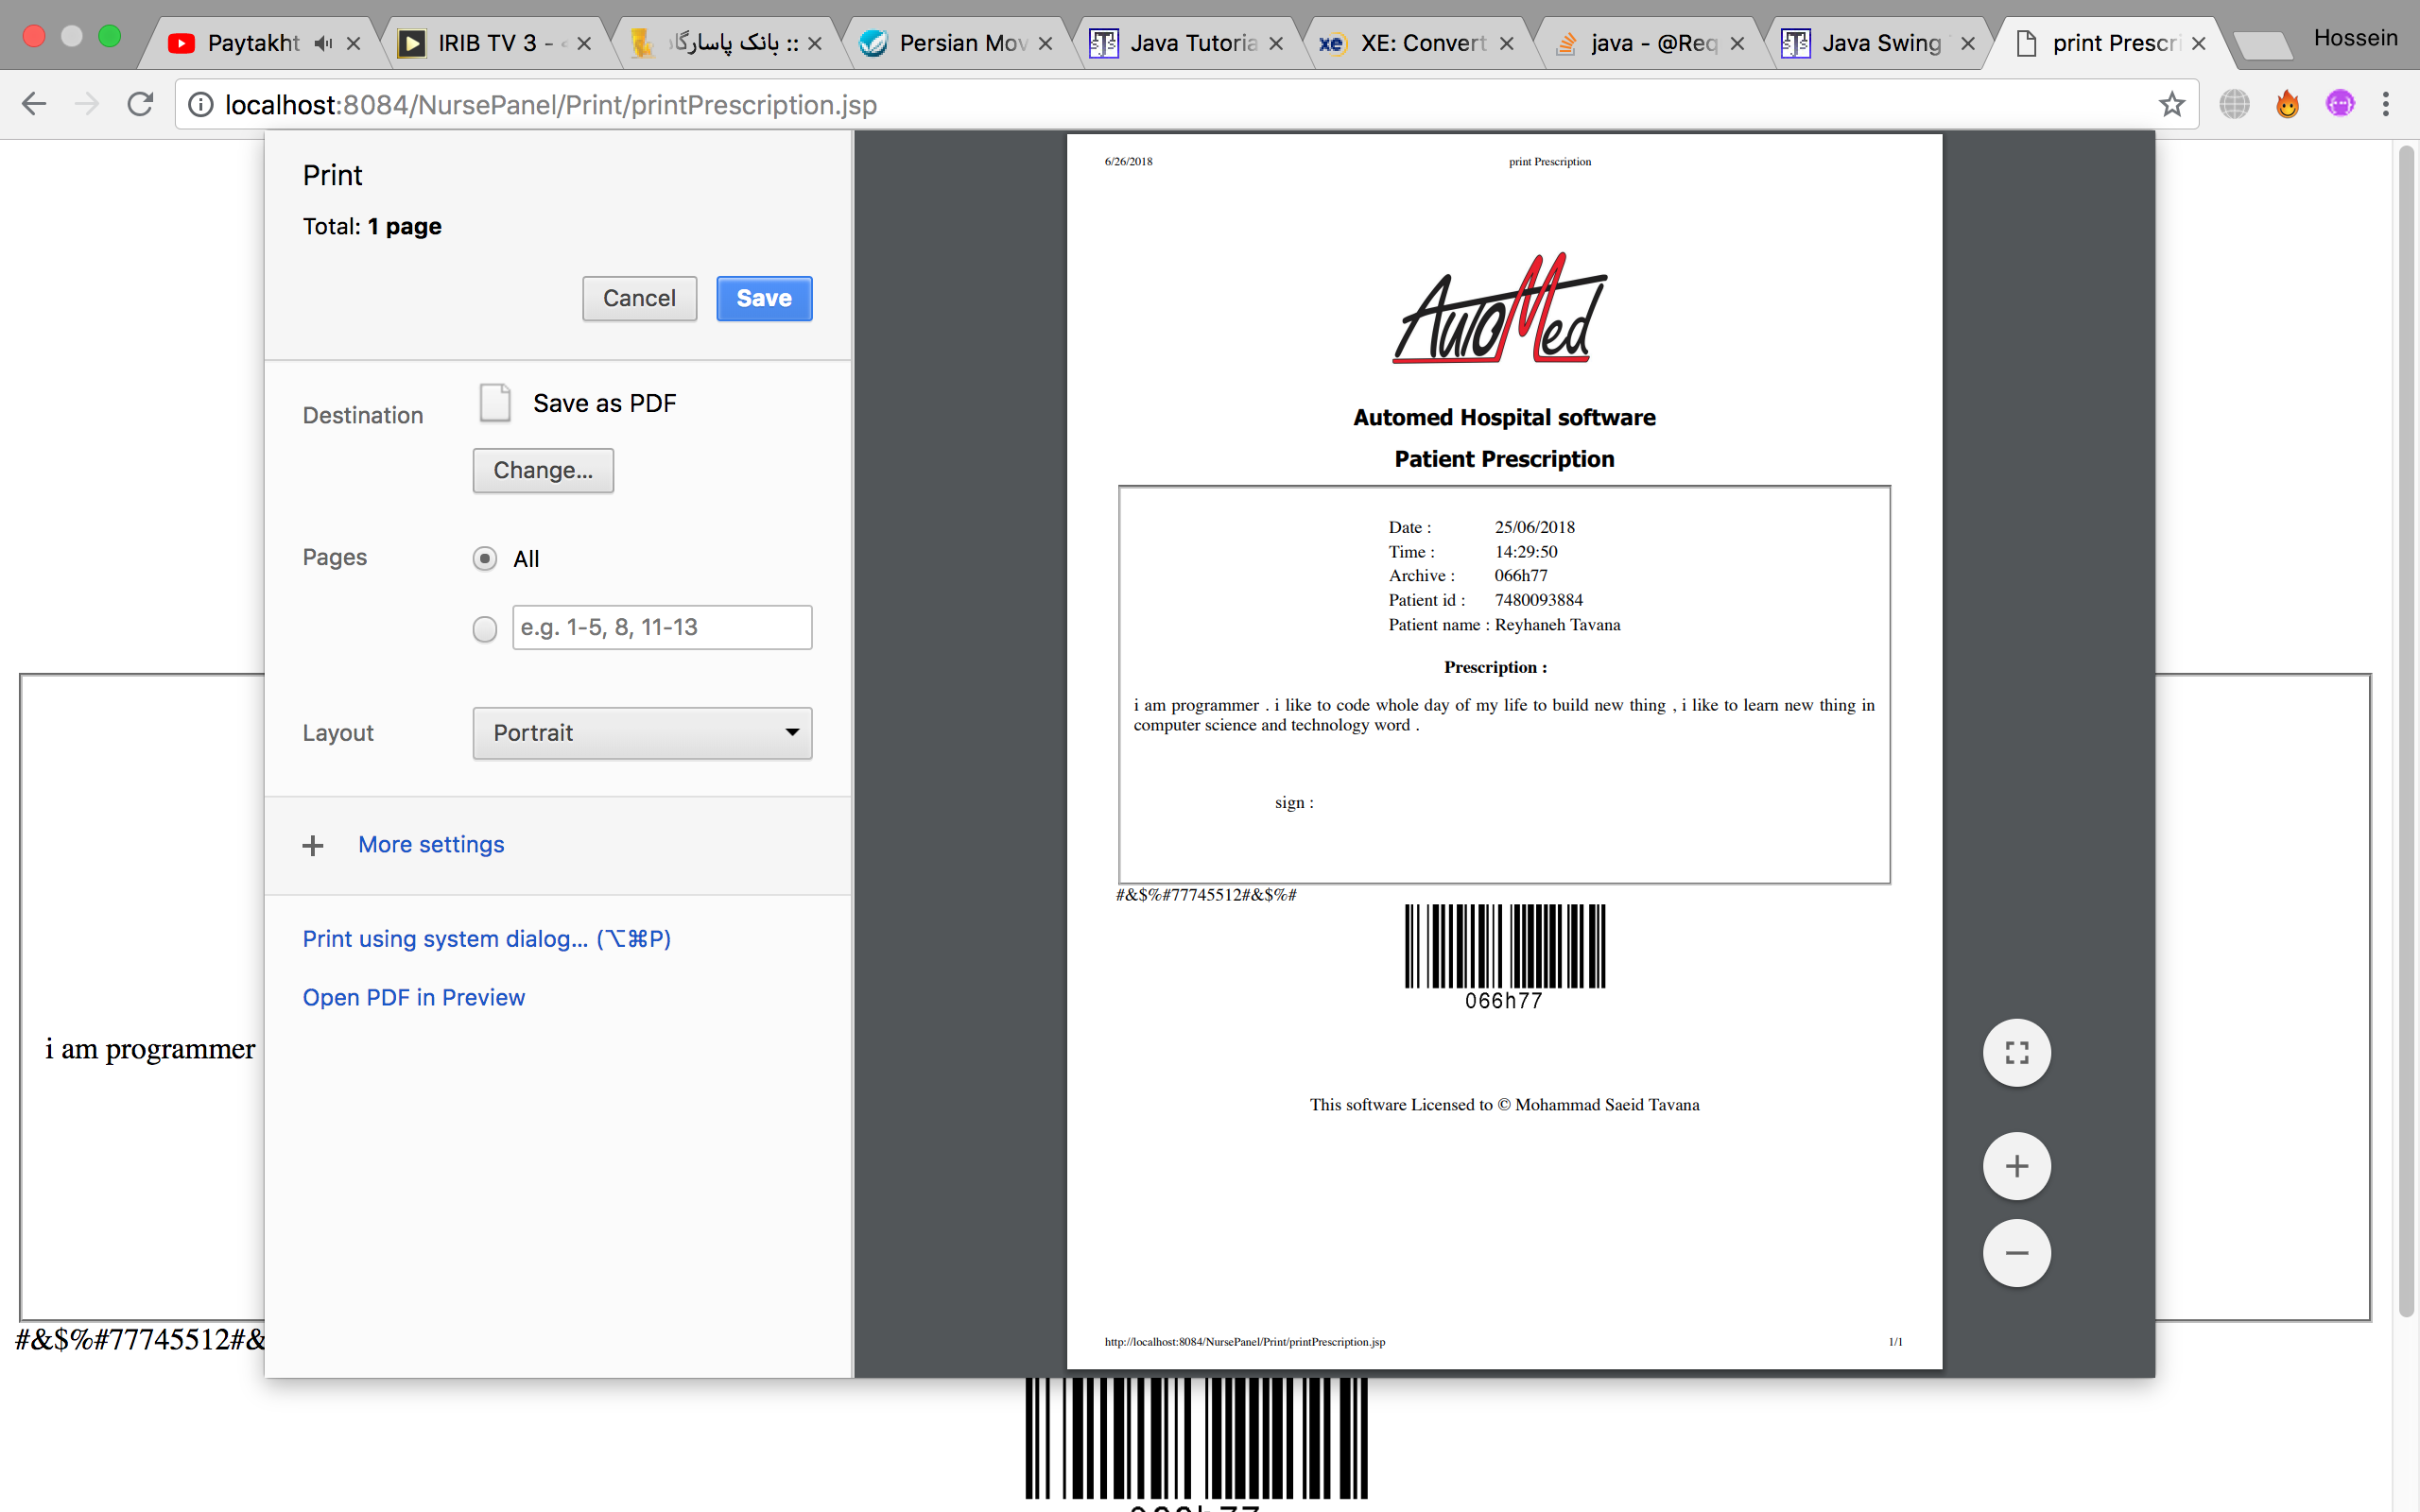 Paytakht
IRIB TV 3 -
بانک پاسارگاد ::
Persian Mov
Java Tutoria
XE: Convert
java - @Req
Java Swing
print Prescri
Hossein
localhost:8084/NursePanel/Print/printPrescription.jsp
Print
Total: 1 page
Cancel
Save
Destination
Save as PDF
Change...
Pages
All
e.g. 1-5, 8, 11-13
Layout
Portrait
More settings
Print using system dialog... (⌥⌘P)
Open PDF in Preview
6/26/2018
print Prescription
AutoMed
Automed Hospital software
Patient Prescription
Date : 25/06/2018
Time : 14:29:50
Archive : 066h77
Patient id : 7480093884
Patient name : Reyhaneh Tavana
Prescription :
i am programmer . i like to code whole day of my life to build new thing , i like to learn new thing in
computer science and technology word .
sign :
#&$%#77745512#&$%#
066h77
This software Licensed to © Mohammad Saeid Tavana
http://localhost:8084/NursePanel/Print/printPrescription.jsp
1/1
i am programmer
#&$%#77745512#&
066h77